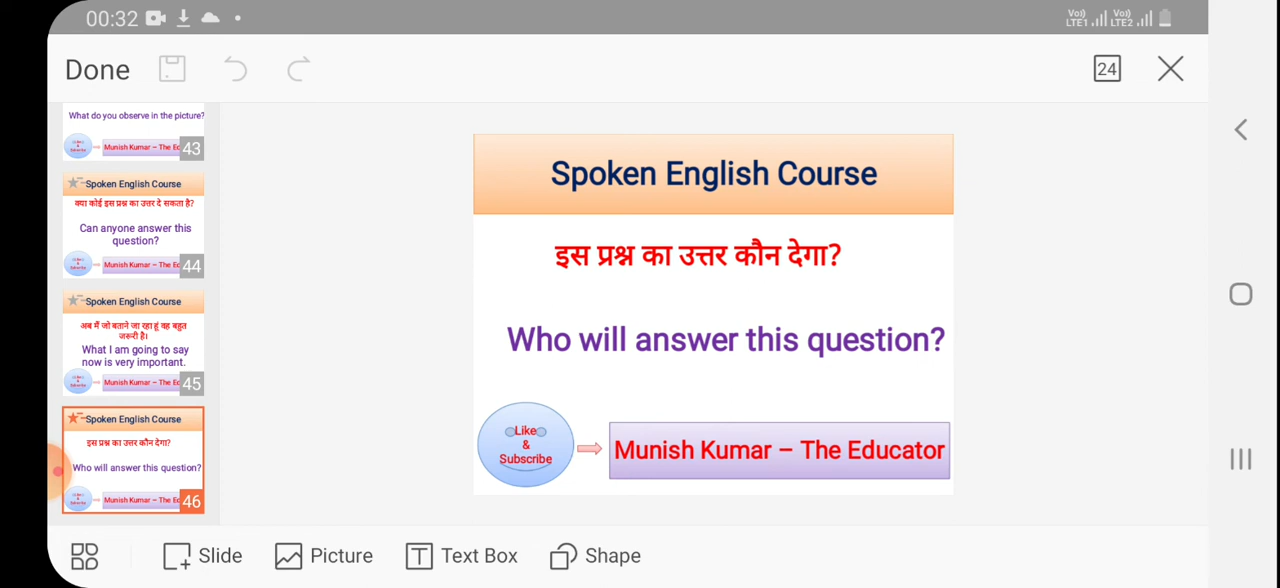 00:32
Vo)) LTE1 Vo)) LTE2
Done
24
What do you observe in the picture?
Munish Kumar – The Ed
43
Spoken English Course
क्या कोई इस प्रश्न का उत्तर दे सकता है?
Can anyone answer this
question?
Munish Kumar – The Ed
44
Spoken English Course
अब मैं जो बताने जा रहा हूं वह बहुत
जरूरी है।
What I am going to say
now is very important.
Munish Kumar – The Ed
45
Spoken English Course
इस प्रश्न का उत्तर कौन देगा?
Who will answer this question?
Munish Kumar – The Ed
46
Spoken English Course
इस प्रश्न का उत्तर कौन देगा?
Who will answer this question?
Like
&
Subscribe
Munish Kumar – The Educator
Slide
Picture
Text Box
Shape